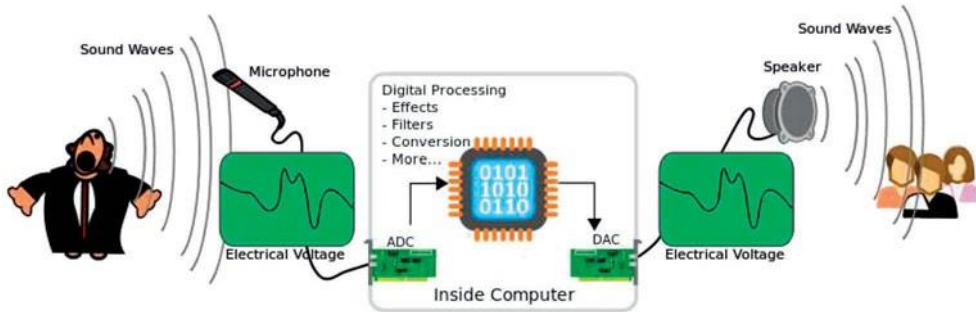 Sound Waves
Microphone
Electrical Voltage
Digital Processing
- Effects
- Filters
- Conversion
- More...
0101
1010
0110
ADC
DAC
Inside Computer
Sound Waves
Speaker
Electrical Voltage